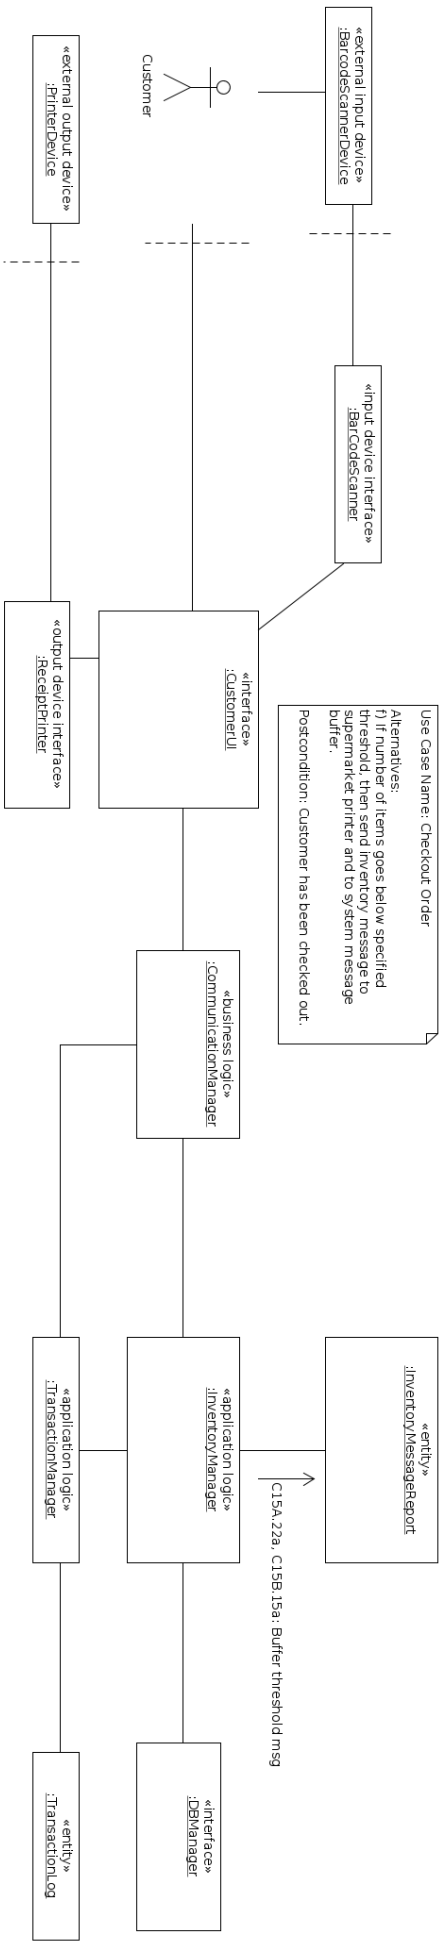 «external input device»
:BarcodeScannerDevice
«input device interface»
:BarCodeScanner
Use Case Name: Checkout Order
Alternatives:
f) If number of items goes below specified
threshold, then send inventory message to
supermarket printer and to system message
buffer.
Postcondition: Customer has been checked out.
«entity»
:InventoryMessageReport
C15A.22a, C15B.15a: Buffer threshold msg
Customer
«interface»
:CustomerUI
«business logic»
:CommunicationManager
«application logic»
:InventoryManager
«interface»
:DBManager
«external output device»
:PrinterDevice
«output device interface»
:ReceiptPrinter
«application logic»
:TransactionManager
«entity»
:TransactionLog